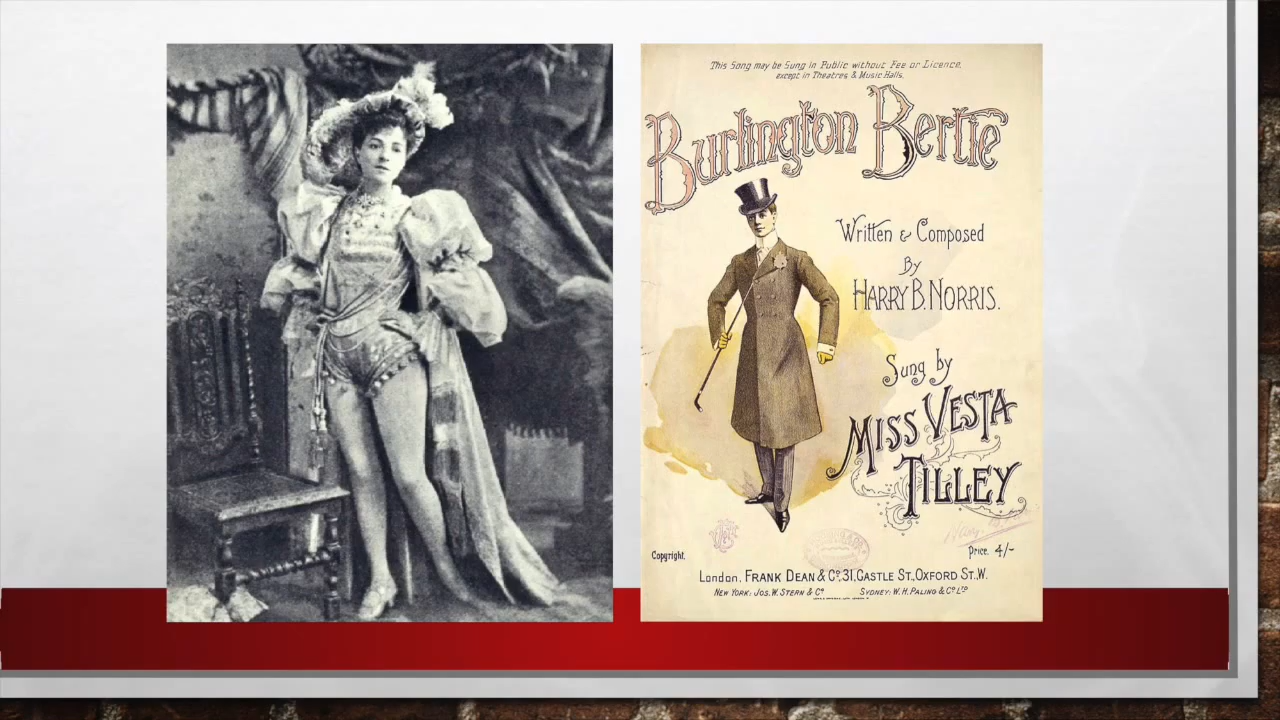 This Song may be Sung in Public without Fee or Licence,
except in Theatres & Music Halls.
Burlington Bertie
Written & Composed
By
HARRY B. NORRIS.
Sung by
MISS VESTA
TILLEY
Copyright.
Price. 4/-
London, FRANK DEAN & Co. 31, CASTLE ST., OXFORD ST., W.
NEW YORK: JOS. W. STERN & Co
SYDNEY: W. H. PALING & Co LTD